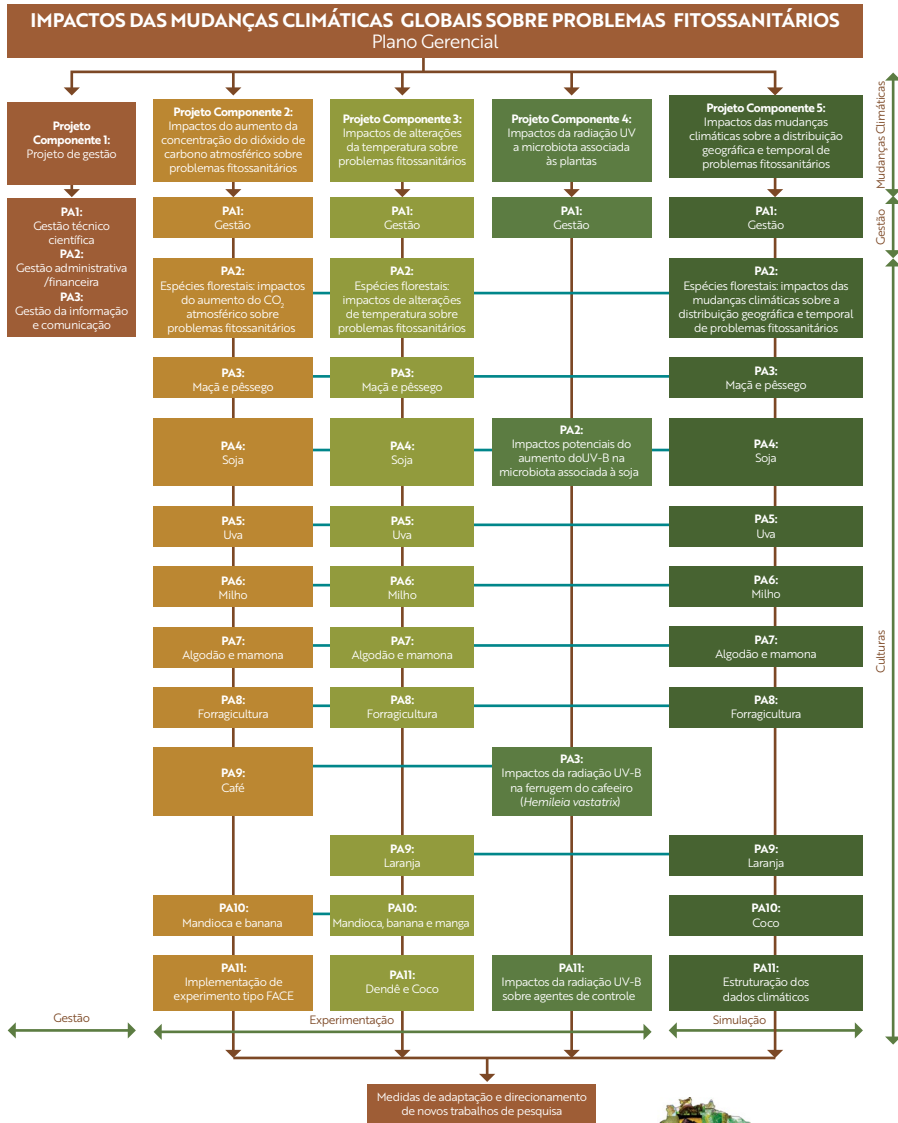 IMPACTOS DAS MUDANÇAS CLIMÁTICAS GLOBAIS SOBRE PROBLEMAS FITOSSANITÁRIOS
Plano Gerencial
Projeto
Componente 1:
Projeto de gestão
Projeto Componente 2:
Impactos do aumento da
concentração do dióxido de
carbono atmosférico sobre
problemas fitossanitários
Projeto Componente 3:
Impactos de alterações
da temperatura sobre
problemas fitossanitários
Projeto Componente 4:
Impactos da radiação UV
a microbiota associada
às plantas
Projeto Componente 5:
Impactos das mudanças
climáticas sobre a distribuição
geográfica e temporal de
problemas fitossanitários
Mudanças Climáticas
PA1:
Gestão técnico
científica
PA2:
Gestão administrativa
/financeira
PA3:
Gestão da informação
e comunicação
PA1:
Gestão
PA1:
Gestão
PA1:
Gestão
PA1:
Gestão
Gestão
PA2:
Espécies florestais: impactos
do aumento do CO₂
atmosférico sobre
problemas fitossanitários
PA2:
Espécies florestais:
impactos de alterações
de temperatura sobre
problemas fitossanitários
PA2:
Espécies florestais: impactos das
mudanças climáticas sobre a
distribuição geográfica e temporal
de problemas fitossanitários
PA3:
Maçã e pêssego
PA3:
Maçã e pêssego
PA3:
Maçã e pêssego
PA4:
Soja
PA4:
Soja
PA2:
Impactos potenciais do
aumento doUV-B na
microbiota associada à soja
PA4:
Soja
PA5:
Uva
PA5:
Uva
PA5:
Uva
PA6:
Milho
PA6:
Milho
PA6:
Milho
Culturas
PA7:
Algodão e mamona
PA7:
Algodão e mamona
PA7:
Algodão e mamona
PA8:
Forragicultura
PA8:
Forragicultura
PA8:
Forragicultura
PA9:
Café
PA3:
Impactos da radiação UV-B
na ferrugem do cafeeiro
(Hemileia vastatrix)
PA9:
Laranja
PA9:
Laranja
PA10:
Mandioca e banana
PA10:
Mandioca, banana e manga
PA10:
Coco
PA11:
Implementação de
experimento tipo FACE
PA11:
Dendê e Coco
PA11:
Impactos da radiação UV-B
sobre agentes de controle
PA11:
Estruturação dos
dados climáticos
Gestão
Experimentação
Simulação
Medidas de adaptação e direcionamento
de novos trabalhos de pesquisa